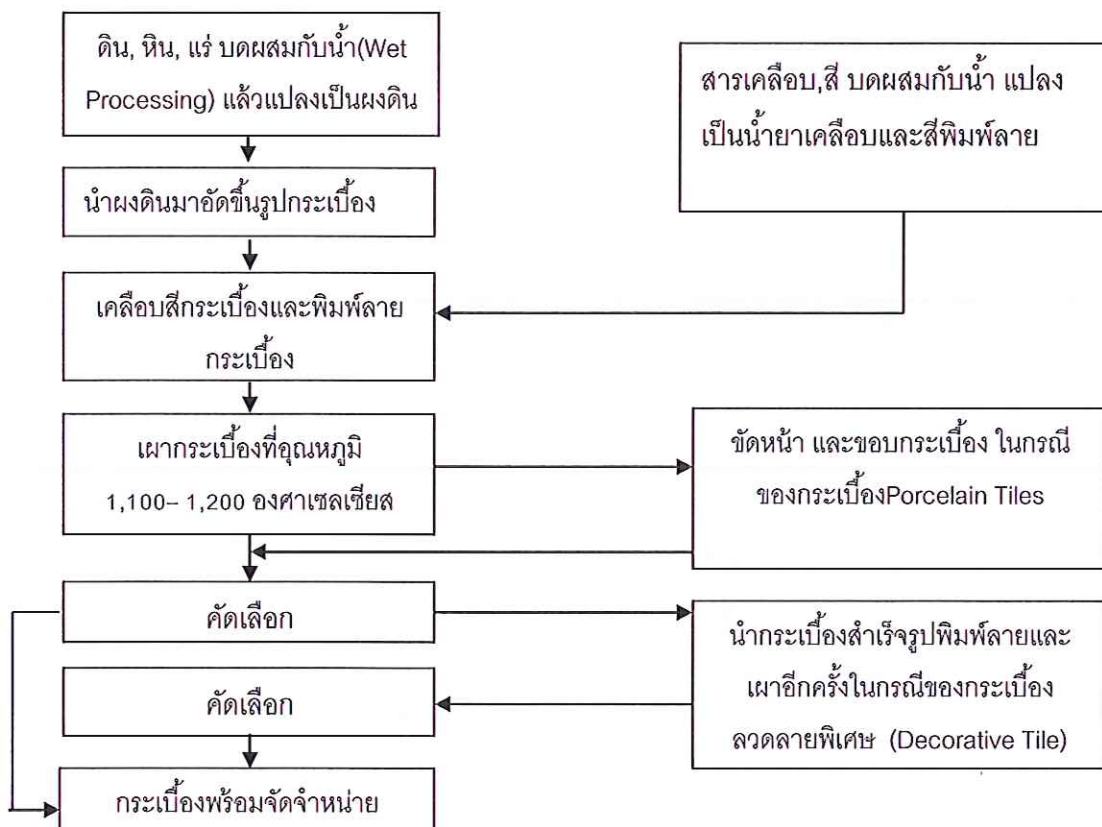 ดิน, หิน, แร่ บดผสมกับน้ำ(Wet
Processing) แล้วแปลงเป็นผงดิน
สารเคลือบ,สี บดผสมกับน้ำ แปลง
เป็นน้ำยาเคลือบและสีพิมพ์ลาย
นำผงดินมาอัดขึ้นรูปกระเบื้อง
เคลือบสีกระเบื้องและพิมพ์ลาย
กระเบื้อง
เผากระเบื้องที่อุณหภูมิ
1,100– 1,200 องศาเซลเซียส
ขัดหน้า และขอบกระเบื้อง ในกรณี
ของกระเบื้องPorcelain Tiles
คัดเลือก
นำกระเบื้องสำเร็จรูปพิมพ์ลายและ
เผาอีกครั้งในกรณีของกระเบื้อง
ลวดลายพิเศษ (Decorative Tile)
คัดเลือก
กระเบื้องพร้อมจัดจำหน่าย